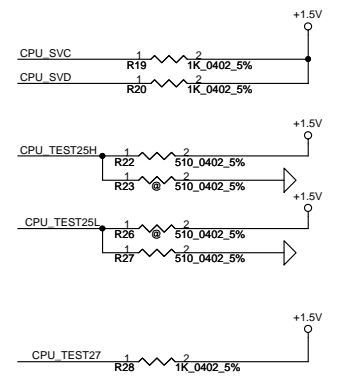 +1.5V
CPU_SVC 1 2
R19 1K_0402_5%
CPU_SVD 1 2
R20 1K_0402_5%
+1.5V
CPU_TEST25H 1 2
R22 510_0402_5%
1 2
R23 @ 510_0402_5%
+1.5V
CPU_TEST25L 1 2
R26 @ 510_0402_5%
1 2
R27 510_0402_5%
+1.5V
CPU_TEST27 1 2
R28 1K_0402_5%